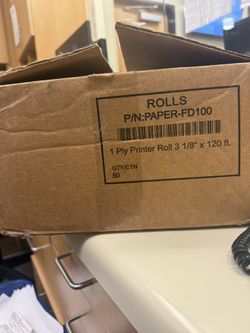 ROLLS
P/N:PAPER-FD100
1 Ply Printer Roll 3 1/8" x 120 ft.
QTY/CTN
50